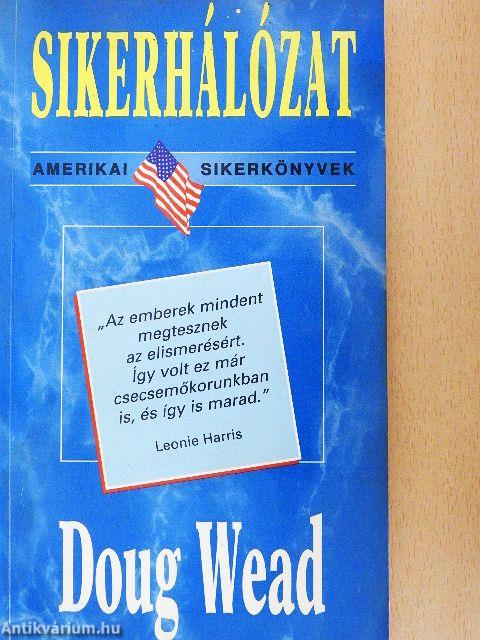 SIKERHÁLÓZAT
AMERIKAI SIKERKÖNYVEK
„Az emberek mindent
megtesznek
az elismerésért.
Így volt ez már
csecsemőkorunkban
is, és így is marad.”
Leonie Harris
Doug Wead
Antikvárium.hu